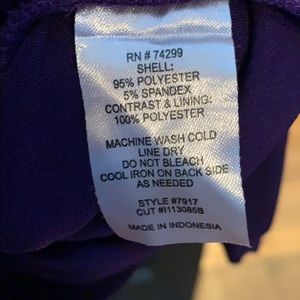 RN # 74299
SHELL:
95% POLYESTER
5% SPANDEX
CONTRAST & LINING:
100% POLYESTER
MACHINE WASH COLD
LINE DRY
DO NOT BLEACH
COOL IRON ON BACK SIDE
AS NEEDED
STYLE #7917
CUT #I113085B
MADE IN INDONESIA